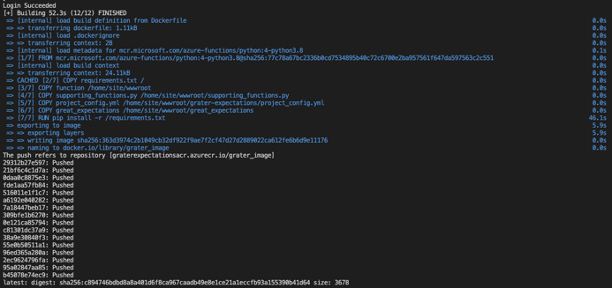 Login Succeeded
[+] Building 52.3s (12/12) FINISHED
=> [internal] load build definition from Dockerfile 0.0s
=> => transferring dockerfile: 1.11kB 0.0s
=> [internal] load .dockerignore 0.0s
=> => transferring context: 2B 0.0s
=> [internal] load metadata for mcr.microsoft.com/azure-functions/python:4-python3.8 0.1s
=> [1/7] FROM mcr.microsoft.com/azure-functions/python:4-python3.8@sha256:77c78a67bc2336b0cd7534895b40c72c6700e2ba957561f647da597563c2c551 0.0s
=> [internal] load build context 0.0s
=> => transferring context: 24.11kB 0.0s
=> CACHED [2/7] COPY requirements.txt / 0.0s
=> [3/7] COPY function /home/site/wwwroot 0.0s
=> [4/7] COPY supporting_functions.py /home/site/wwwroot/supporting_functions.py 0.0s
=> [5/7] COPY project_config.yml /home/site/wwwroot/grater-expectations/project_config.yml 0.0s
=> [6/7] COPY great_expectations /home/site/wwwroot/great_expectations 0.0s
=> [7/7] RUN pip install -r /requirements.txt 46.1s
=> exporting to image 5.9s
=> => exporting layers 5.9s
=> => writing image sha256:363d3974c2b1049cb32df922f9ae7f2cf47d27d2889022ca612fe6b6d9e11176 0.0s
=> => naming to docker.io/library/grater_image 0.0s
The push refers to repository [graterexpectationsacr.azurecr.io/grater_image]
29312b27e597: Pushed
21bf6c4c1d7a: Pushed
0daa0c8875e3: Pushed
fde1aa57fb84: Pushed
516011e1f1c7: Pushed
a6192e040282: Pushed
7a18447beb17: Pushed
309bfe1b6270: Pushed
0e121ca85794: Pushed
c81301dc37a9: Pushed
38a9e30840f3: Pushed
55e0b50511a1: Pushed
96ed365a280a: Pushed
2ec9624796fa: Pushed
95a02847aa85: Pushed
b45078e74ec9: Pushed
latest: digest: sha256:c894746bdbd8a8a401d6f8ca967caadb49e8e1ce21a1eccfb93a155390b41d64 size: 3678